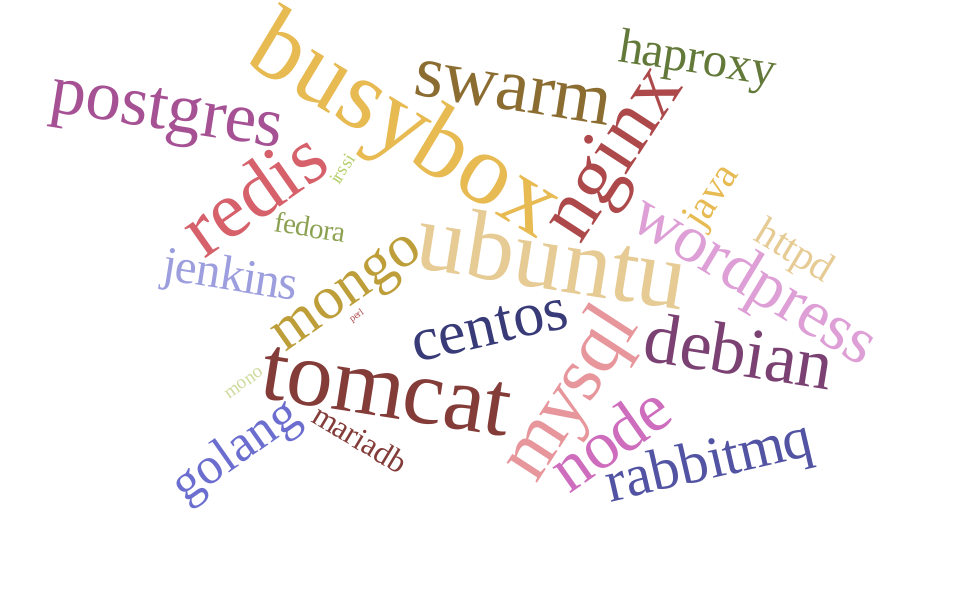 busybox
haproxy
swarm
postgres
nginx
redis
irssi
java
fedora
wordpress
httpd
ubuntu
jenkins
mongo
perl
centos
debian
mysql
tomcat
mono
golang
mariadb
node
rabbitmq